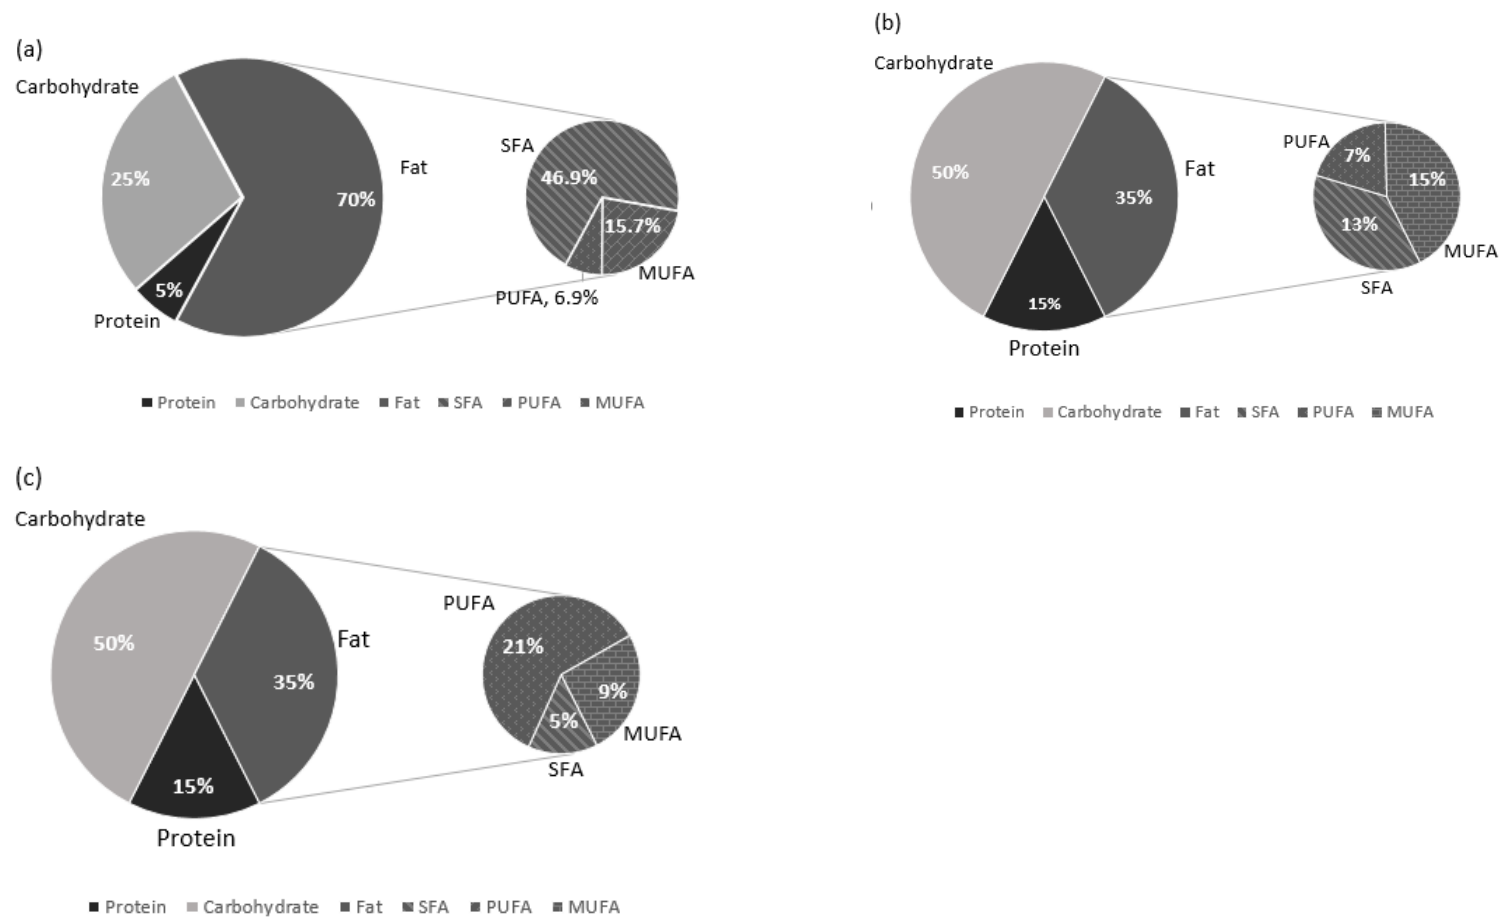 (a)
Carbohydrate
25%
5%
Protein
70%
Fat
SFA
46.9%
15.7%
MUFA
PUFA, 6.9%
Protein Carbohydrate Fat SFA PUFA MUFA
(b)
Carbohydrate
50%
15%
Protein
35%
Fat
PUFA
7%
15%
13%
MUFA
SFA
Protein Carbohydrate Fat SFA PUFA MUFA
(c)
Carbohydrate
50%
15%
Protein
35%
Fat
PUFA
21%
9%
5%
MUFA
SFA
Protein Carbohydrate Fat SFA PUFA MUFA